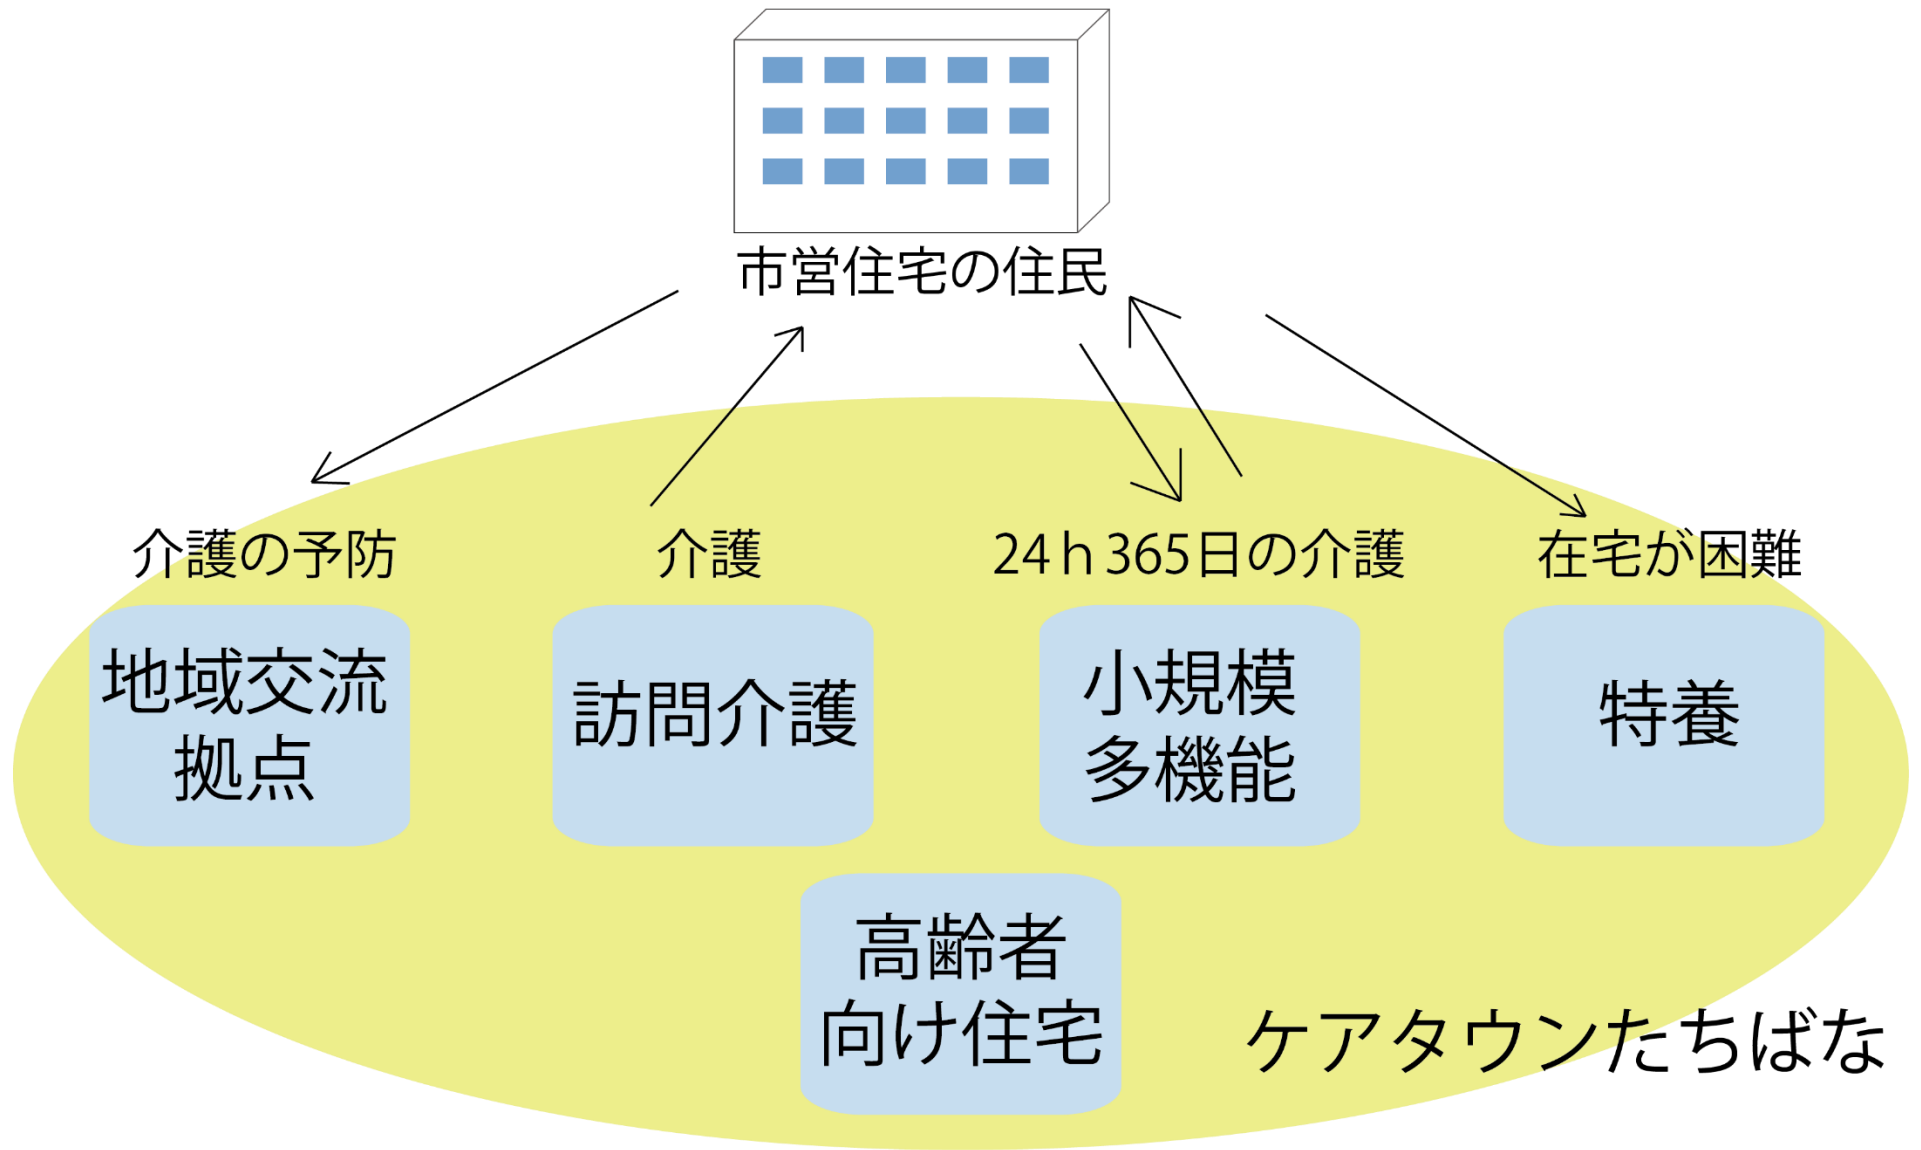 市営住宅の住民
介護の予防
介護
24ｈ365日の介護
在宅が困難
地域交流
拠点
訪問介護
小規模
多機能
特養
高齢者
向け住宅
ケアタウンたちばな